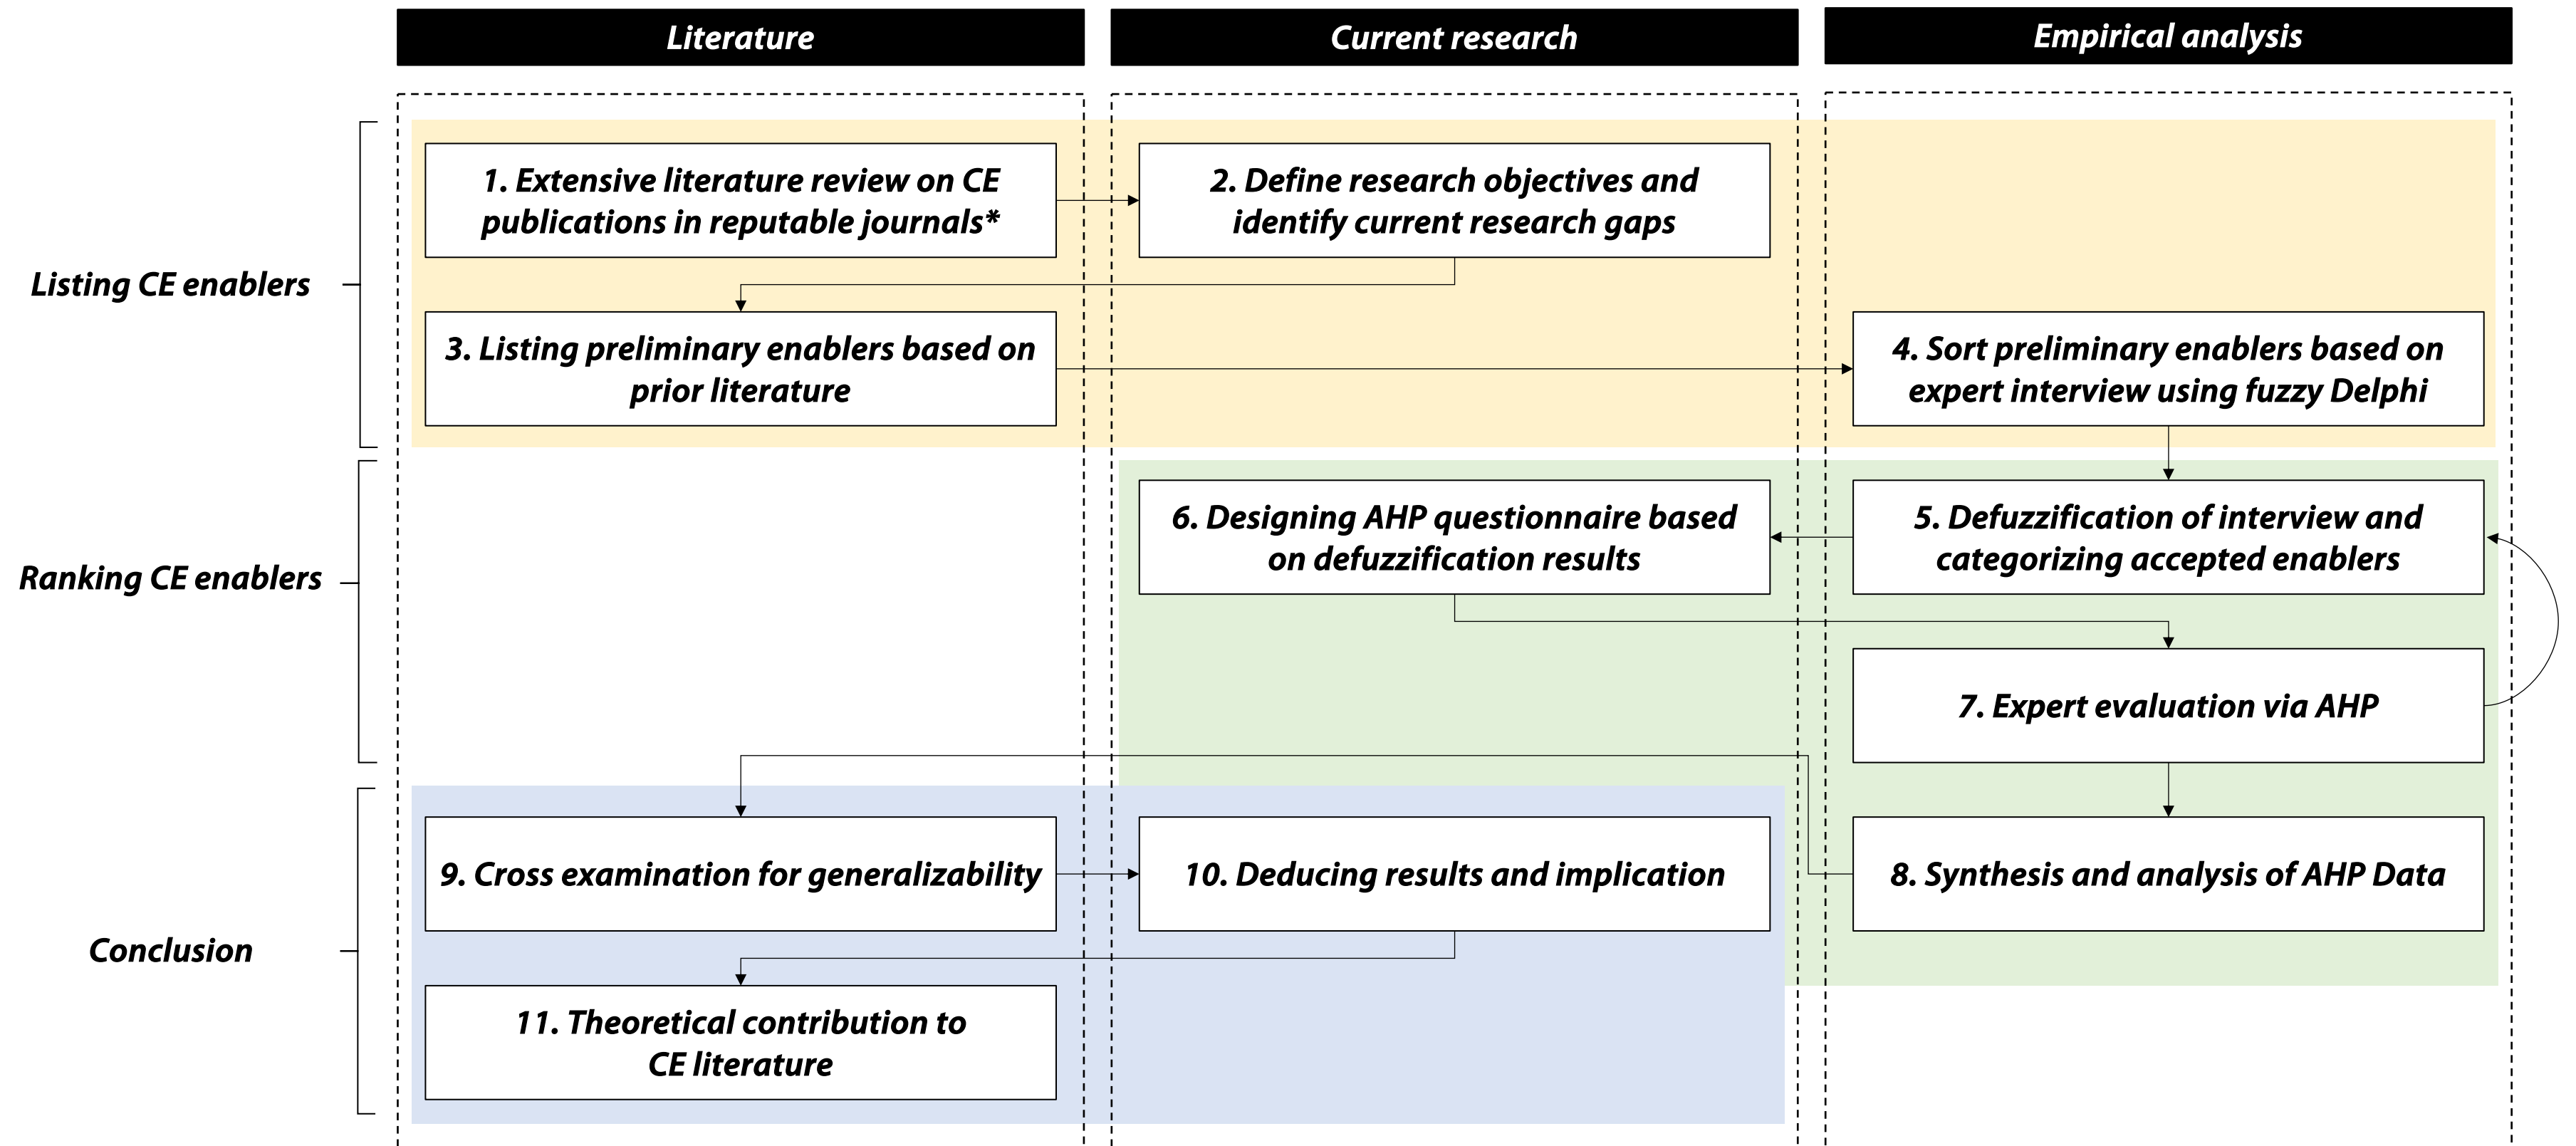 Literature
Current research
Empirical analysis
Listing CE enablers
1. Extensive literature review on CE
publications in reputable journals*
2. Define research objectives and
identify current research gaps
3. Listing preliminary enablers based on
prior literature
4. Sort preliminary enablers based on
expert interview using fuzzy Delphi
Ranking CE enablers
6. Designing AHP questionnaire based
on defuzzification results
5. Defuzzification of interview and
categorizing accepted enablers
7. Expert evaluation via AHP
Conclusion
9. Cross examination for generalizability
10. Deducing results and implication
8. Synthesis and analysis of AHP Data
11. Theoretical contribution to
CE literature